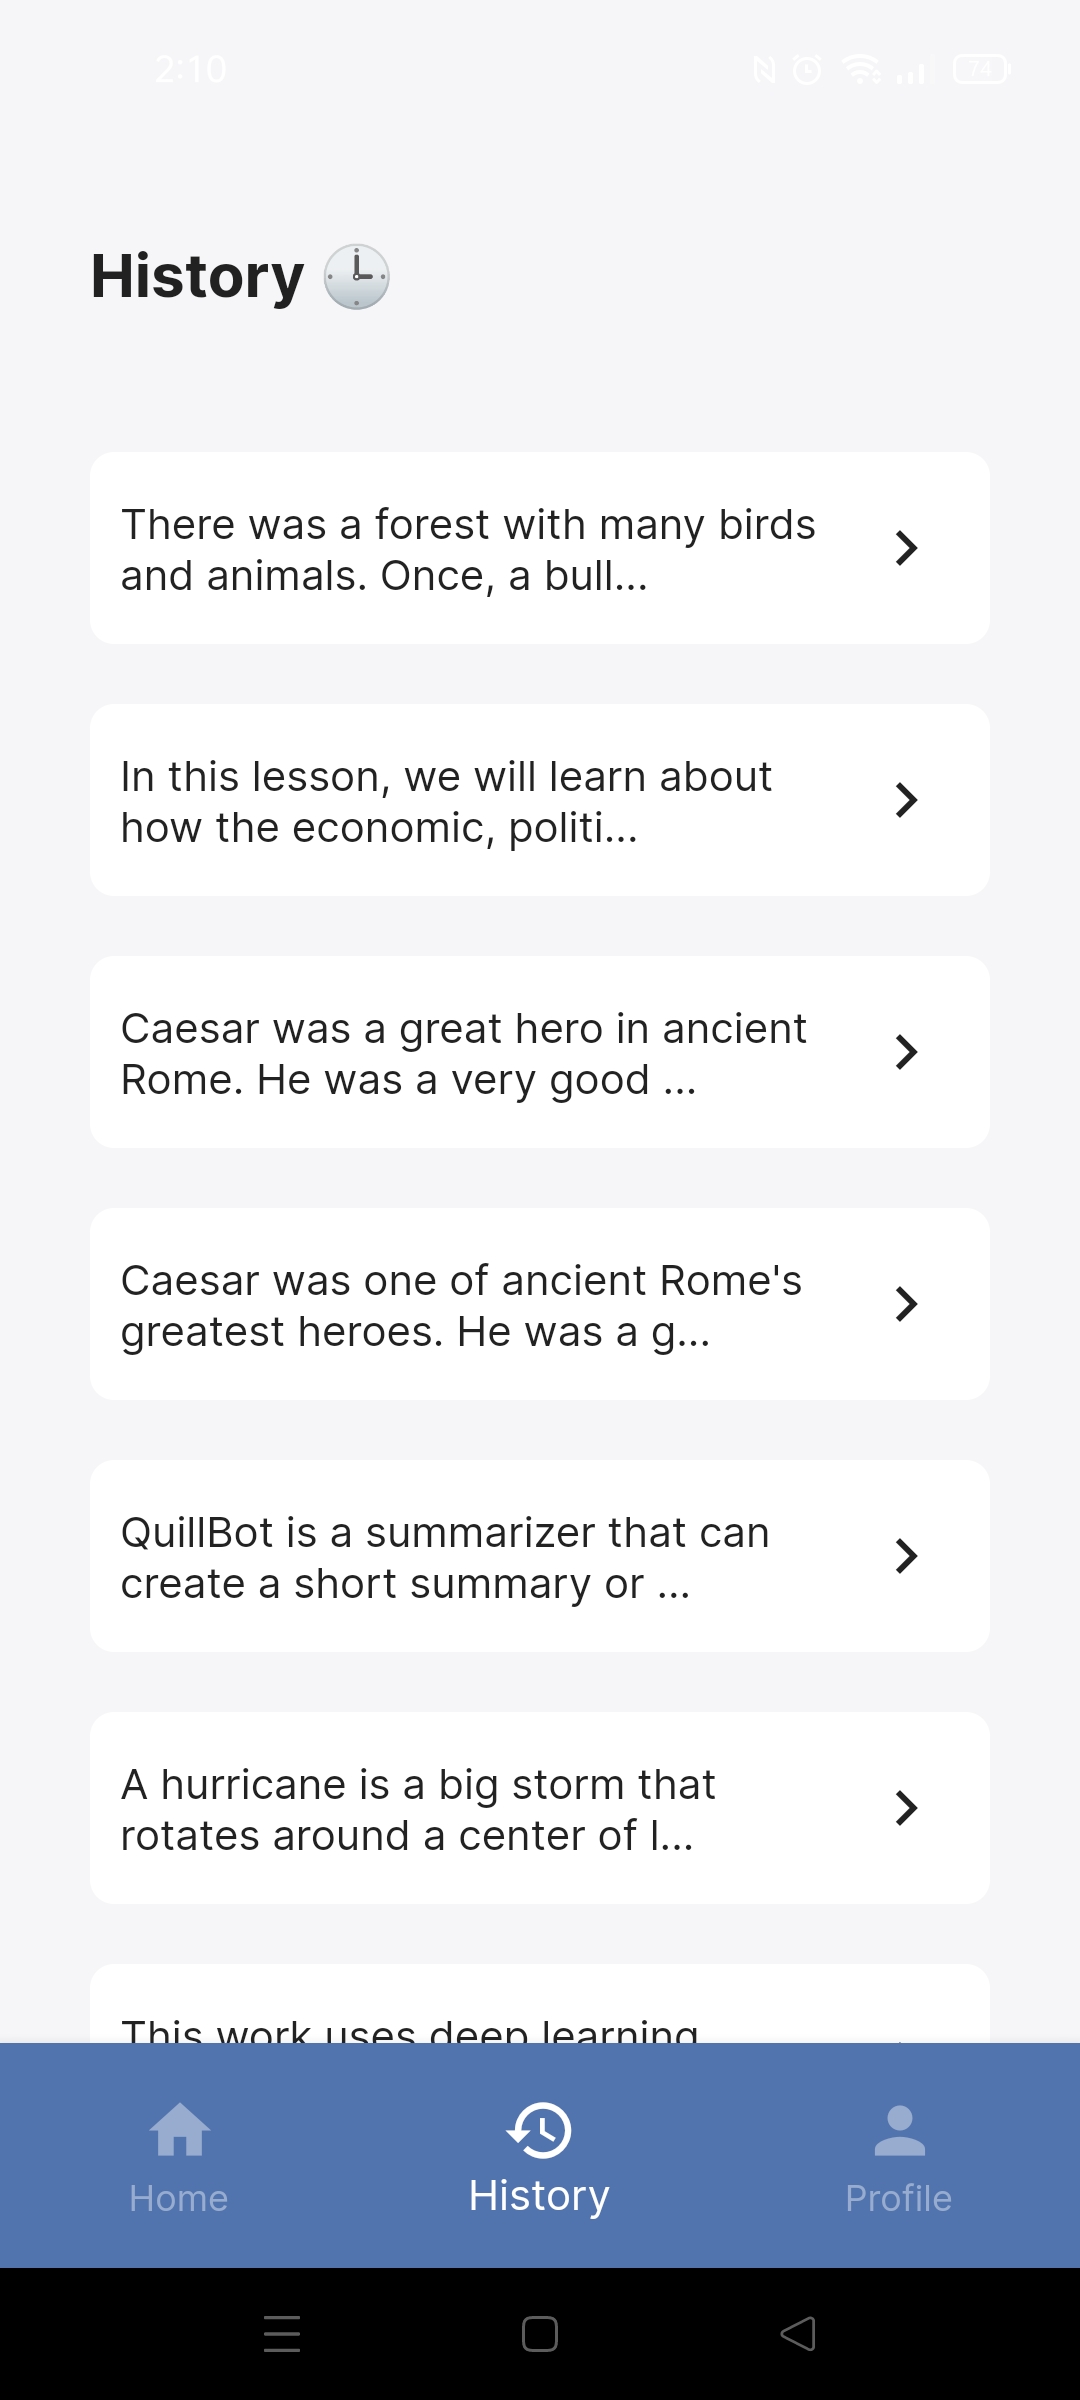 2:10
74
History
There was a forest with many birds
and animals. Once, a bull...
In this lesson, we will learn about
how the economic, politi...
Caesar was a great hero in ancient
Rome. He was a very good ...
Caesar was one of ancient Rome's
greatest heroes. He was a g...
QuillBot is a summarizer that can
create a short summary or ...
A hurricane is a big storm that
rotates around a center of l...
This work uses deep learning
Home
History
Profile